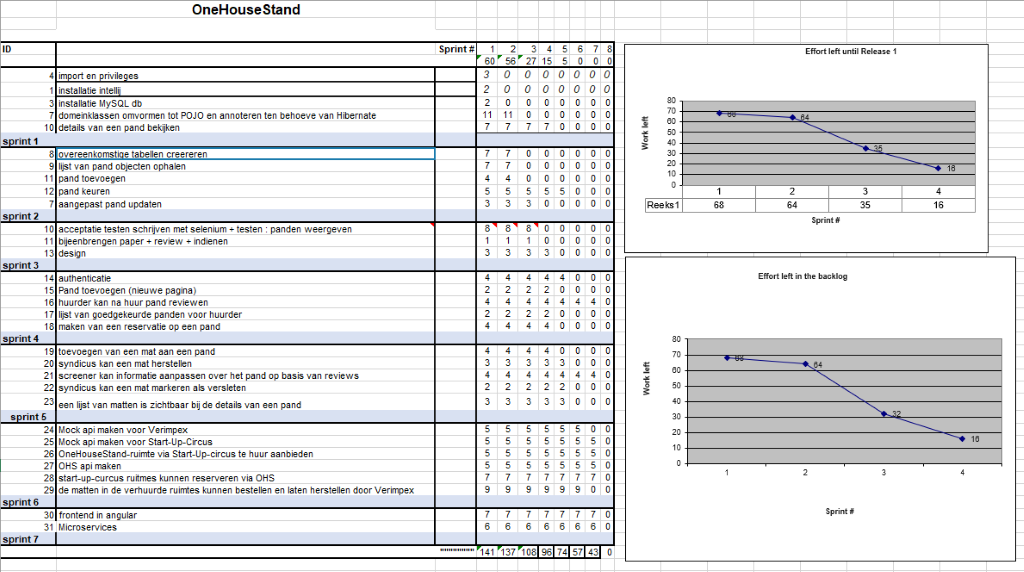 OneHouseStand
ID Sprint # 1 2 3 4 5 6 7 8
60 56 27 15 5 0 0 0
4 import en privileges 3 0 0 0 0 0 0 0
1 installatie intellij 2 0 0 0 0 0 0 0
3 installatie MySQL db 2 0 0 0 0 0 0 0
7 domeinklassen omvormen tot POJO en annoteren ten behoeve van Hibernate 11 11 0 0 0 0 0 0
10 details van een pand bekijken 7 7 7 7 0 0 0 0
sprint 1
8 overeenkomstige tabellen creereren 7 7 0 0 0 0 0 0
9 lijst van pand objecten ophalen 7 7 0 0 0 0 0 0
11 pand toevoegen 4 4 0 0 0 0 0 0
12 pand keuren 5 5 5 5 5 0 0 0
7 aangepast pand updaten 3 3 3 0 0 0 0 0
sprint 2
10 acceptatie testen schrijven met selenium + testen : panden weergeven 8 8 8 0 0 0 0 0
11 bijeenbrengen paper + review + indienen 1 1 1 0 0 0 0 0
13 design 3 3 3 3 0 0 0 0
sprint 3
14 authenticatie 4 4 4 4 0 0 0 0
15 Pand toevoegen (nieuwe pagina) 2 2 2 2 0 0 0 0
16 huurder kan na huur pand reviewen 4 4 4 4 4 4 4 0
17 lijst van goedgekeurde panden voor huurder 2 2 2 2 0 0 0 0
18 maken van een reservatie op een pand 4 4 4 4 0 0 0 0
sprint 4
19 toevoegen van een mat aan een pand 4 4 4 4 0 0 0 0
20 syndicus kan een mat herstellen 3 3 3 3 3 0 0 0
21 screener kan informatie aanpassen over het pand op basis van reviews 4 4 4 4 4 4 4 0
22 syndicus kan een mat markeren als versleten 2 2 2 2 2 0 0 0
23 een lijst van matten is zichtbaar bij de details van een pand 3 3 3 3 3 0 0 0
sprint 5
24 Mock api maken voor Verimpex 5 5 5 5 5 5 0 0
25 Mock api maken voor Start-Up-Circus 5 5 5 5 5 5 5 0
26 OneHouseStand-ruimte via Start-Up-circus te huur aanbieden 5 5 5 5 5 5 5 0
27 OHS api maken 5 5 5 5 5 5 5 0
28 start-up-curcus ruitmes kunnen reserveren via OHS 7 7 7 7 7 7 7 0
29 de matten in de verhuurde ruimtes kunnen bestellen en laten herstellen door Verimpex 9 9 9 9 9 9 0 0
sprint 6
30 frontend in angular 7 7 7 7 7 7 7 0
31 Microservices 6 6 6 6 6 6 6 0
sprint 7
141 137 108 96 74 57 43 0
Effort left until Release 1
Work left
80
70
60
50
40
30
20
10
0
68
64
35
16
1 2 3 4
Reeks1 68 64 35 16
Sprint #
Effort left in the backlog
Work left
80
70
60
50
40
30
20
10
0
68
64
32
16
1 2 3 4
Sprint #